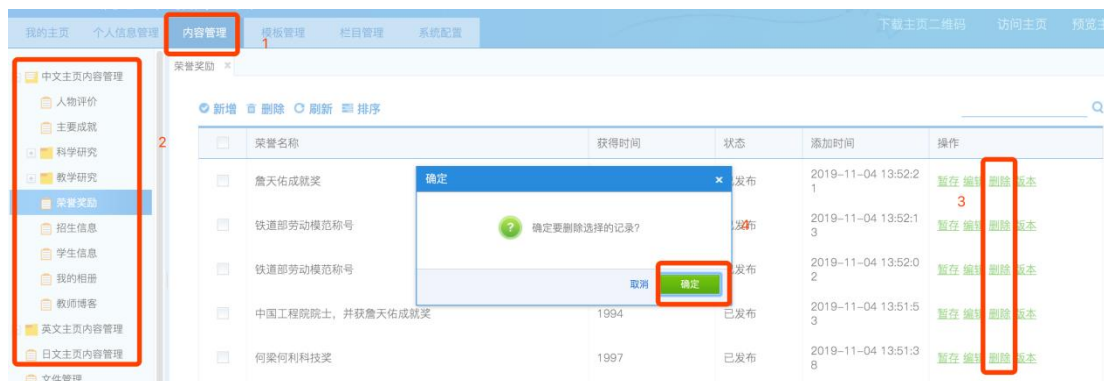 下载主页二维码 访问主页 预览主
我的主页 个人信息管理 内容管理 模板管理 栏目管理 系统配置
1
荣誉奖励 ×
中文主页内容管理
人物评价
主要成就
2
科学研究
教学研究
荣誉奖励
招生信息
学生信息
我的相册
教师博客
英文主页内容管理
日文主页内容管理
文件管理
新增 删除 刷新 排序
荣誉名称 获得时间 状态 添加时间 操作
詹天佑成就奖 已发布 2019-11-04 13:52:21 暂存 编辑 删除 版本
3
铁道部劳动模范称号 发布 2019-11-04 13:52:13 暂存 编辑 删除 版本
铁道部劳动模范称号 已发布 2019-11-04 13:52:02 暂存 编辑 删除 版本
中国工程院院士，并获詹天佑成就奖 1994 已发布 2019-11-04 13:51:53 暂存 编辑 删除 版本
何梁何利科技奖 1997 已发布 2019-11-04 13:51:38 暂存 编辑 删除 版本
确定 ×
确定要删除选择的记录?
4
取消 确定